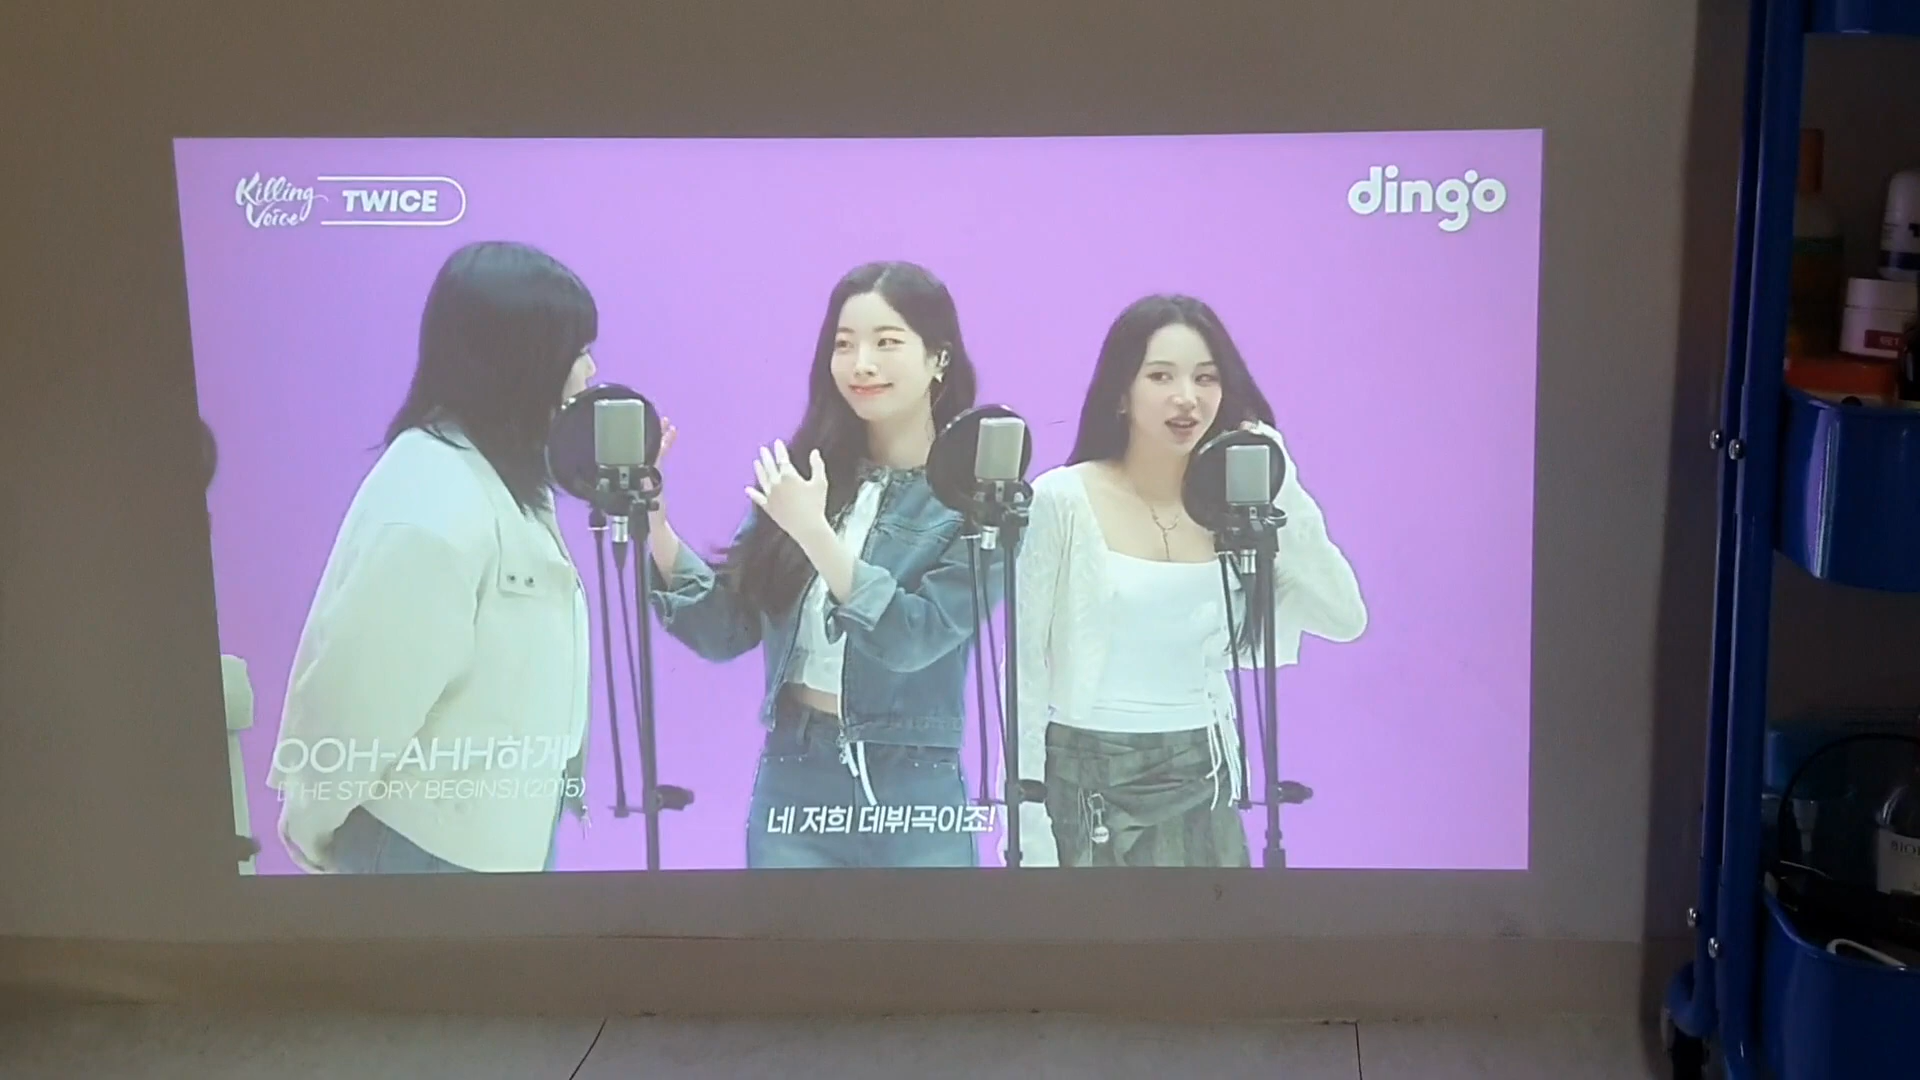 Killing
Voice
TWICE
dingo
OOH-AHH하게
[THE STORY BEGINS] (2015)
네 저희 데뷔곡이죠!